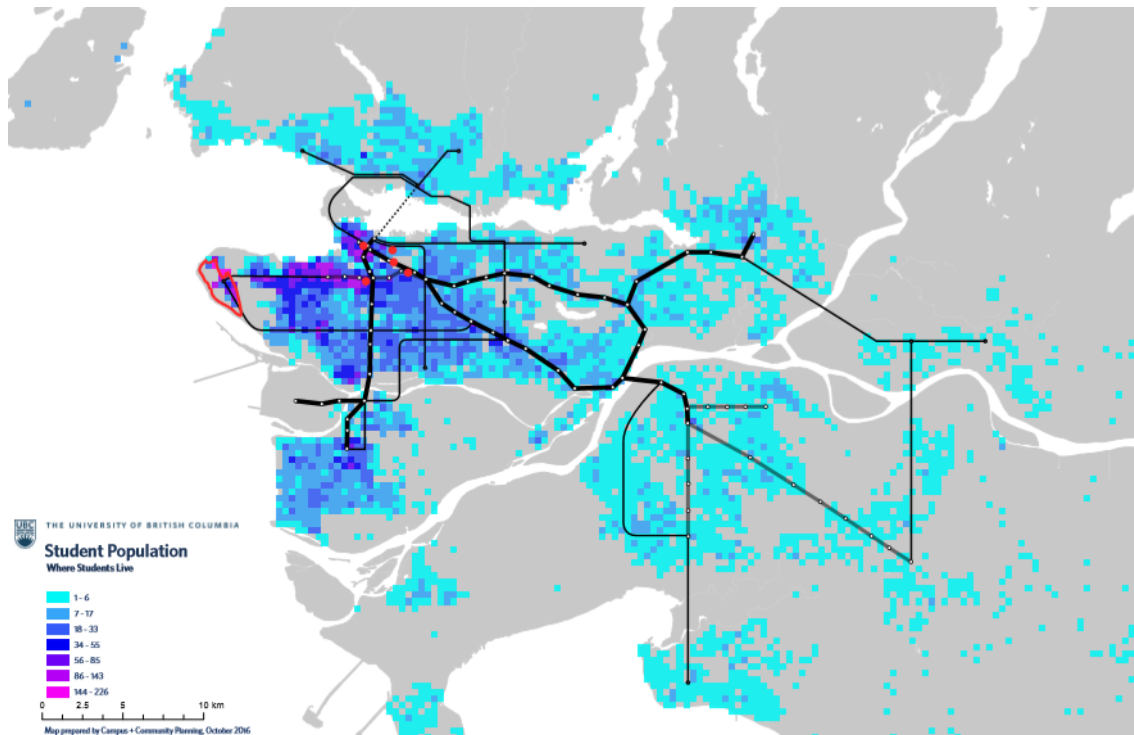 UBC
THE UNIVERSITY OF BRITISH COLUMBIA
Student Population
Where Students Live
1 - 6
7 - 17
18 - 33
34 - 55
56 - 85
86 - 143
144 - 226
0 2.5 5 10 km
Map prepared by Campus + Community Planning, October 2016